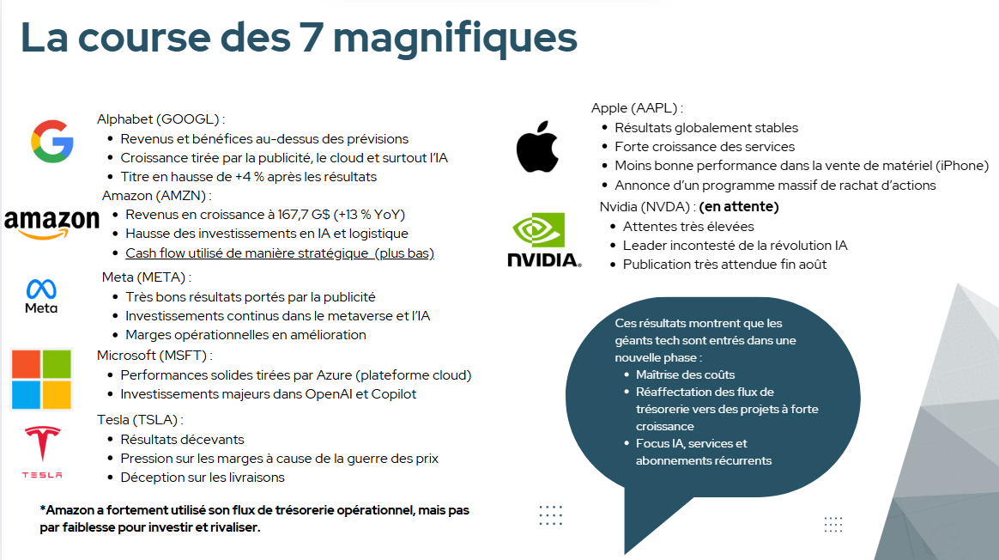 La course des 7 magnifiques
Alphabet (GOOGL) :
• Revenus et bénéfices au-dessus des prévisions
• Croissance tirée par la publicité, le cloud et surtout l'IA
• Titre en hausse de +4 % après les résultats
amazon
Amazon (AMZN) :
• Revenus en croissance à 167,7 G$ (+13 % YoY)
• Hausse des investissements en IA et logistique
• Cash flow utilisé de manière stratégique (plus bas)
Meta
Meta (META) :
• Très bons résultats portés par la publicité
• Investissements continus dans le metaverse et l'IA
• Marges opérationnelles en amélioration
Microsoft (MSFT) :
• Performances solides tirées par Azure (plateforme cloud)
• Investissements majeurs dans OpenAI et Copilot
TESLA
Tesla (TSLA) :
• Résultats décevants
• Pression sur les marges à cause de la guerre des prix
• Déception sur les livraisons
*Amazon a fortement utilisé son flux de trésorerie opérationnel, mais pas
par faiblesse pour investir et rivaliser.
Apple (AAPL) :
• Résultats globalement stables
• Forte croissance des services
• Moins bonne performance dans la vente de matériel (iPhone)
• Annonce d'un programme massif de rachat d'actions
NVIDIA.
Nvidia (NVDA) : (en attente)
• Attentes très élevées
• Leader incontesté de la révolution IA
• Publication très attendue fin août
Ces résultats montrent que les
géants tech sont entrés dans une
nouvelle phase :
• Maîtrise des coûts
• Réaffectation des flux de
trésorerie vers des projets à forte
croissance
• Focus IA, services et
abonnements récurrents